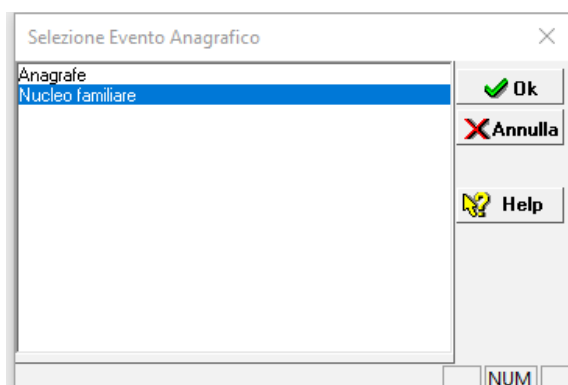 Selezione Evento Anagrafico
Anagrafe
Nucleo familiare
Ok
Annulla
Help
NUM